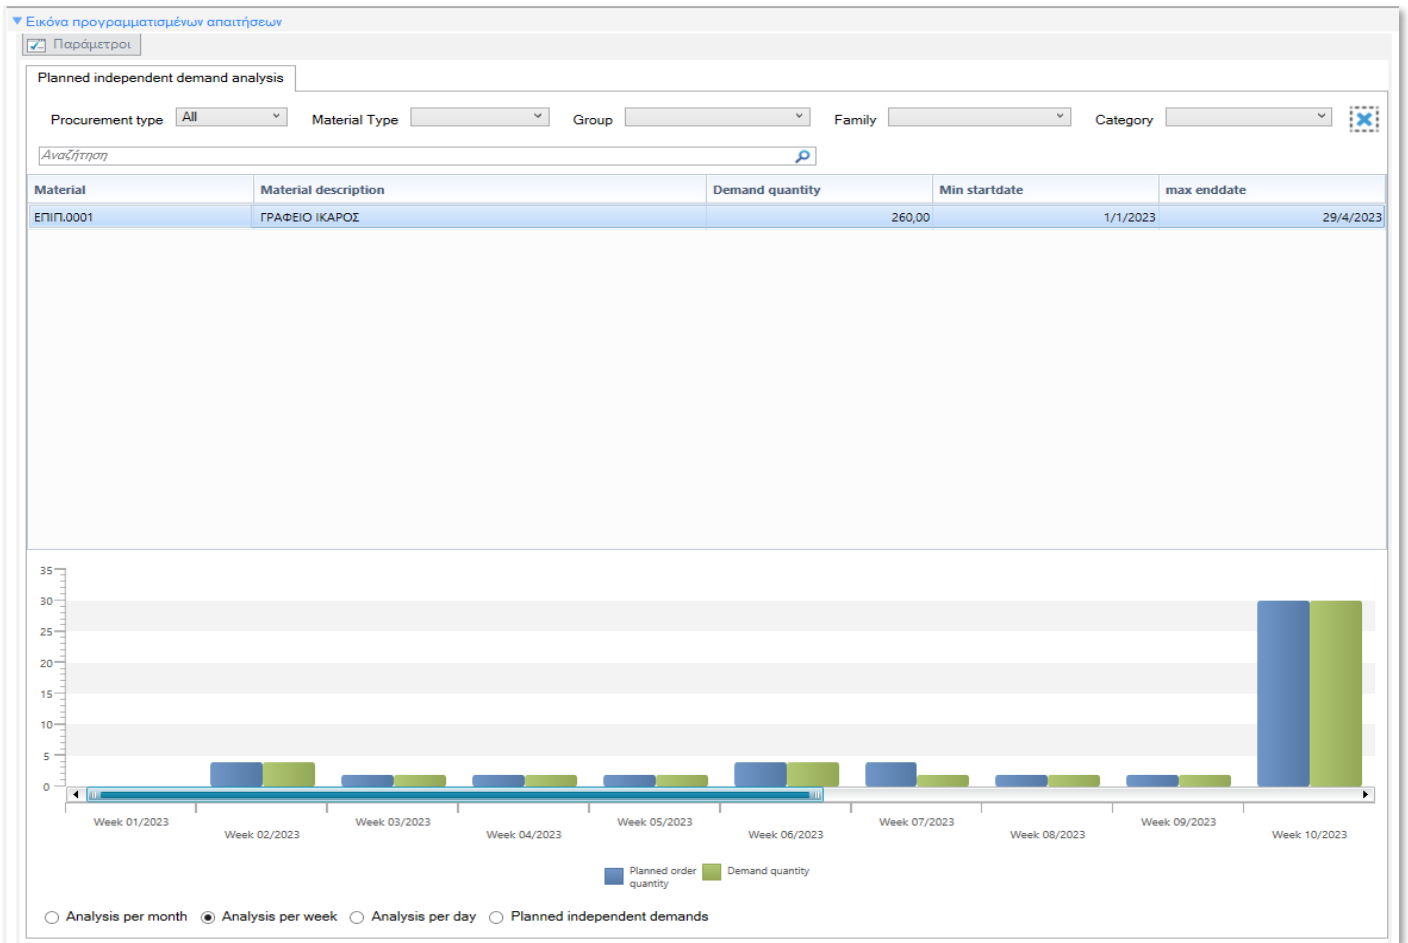 Εικόνα προγραμματισμένων απαιτήσεων
Παράμετροι
Planned independent demand analysis
Procurement type All Material Type Group Family Category
Αναζήτηση
Material Material description Demand quantity Min startdate max enddate
ΕΠΙΠ.0001 ΓΡΑΦΕΙΟ ΙΚΑΡΟΣ 260,00 1/1/2023 29/4/2023
35
30
25
20
15
10
5
0
Week 01/2023 Week 02/2023 Week 03/2023 Week 04/2023 Week 05/2023 Week 06/2023 Week 07/2023 Week 08/2023 Week 09/2023 Week 10/2023
Planned order quantity Demand quantity
Analysis per month Analysis per week Analysis per day Planned independent demands